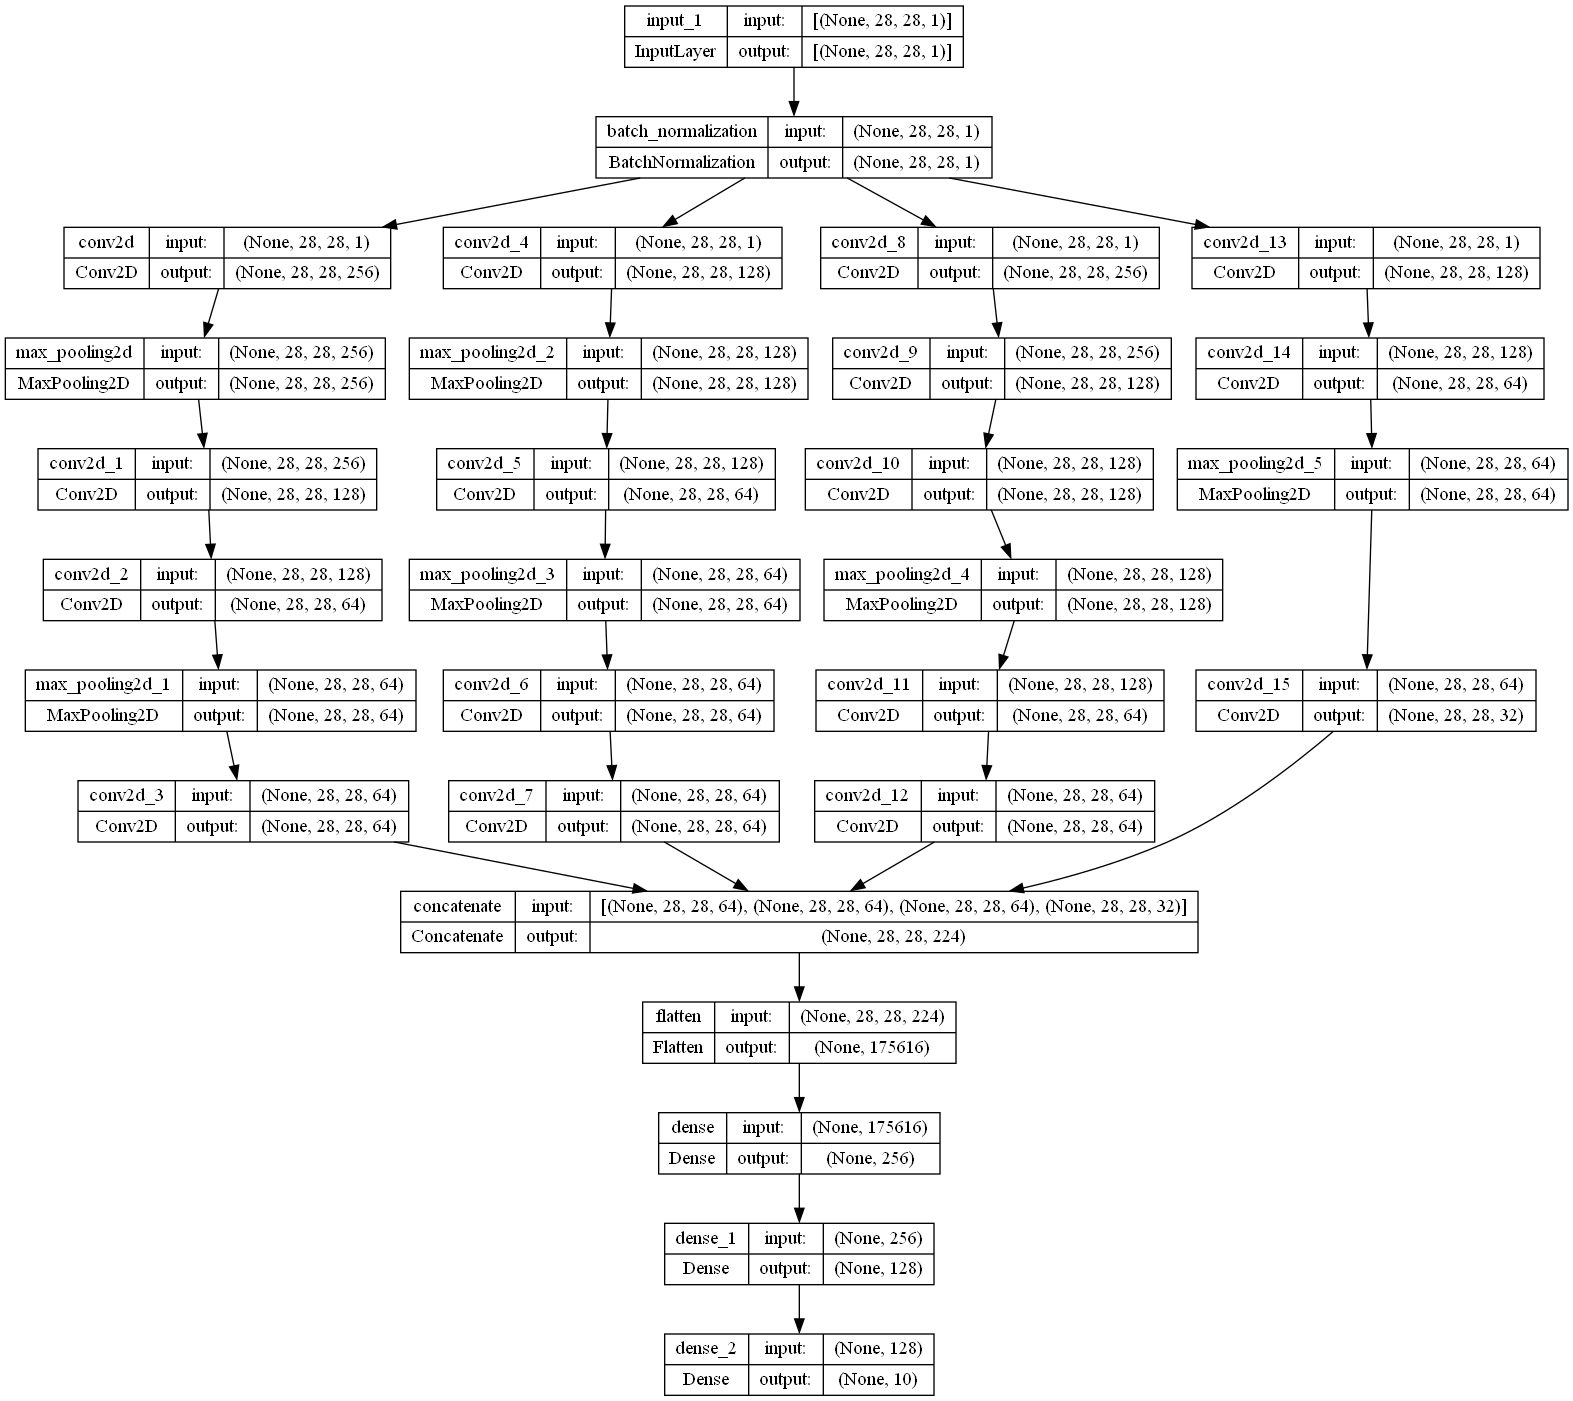 input_1 input: [(None, 28, 28, 1)]
InputLayer output: [(None, 28, 28, 1)]
batch_normalization input: (None, 28, 28, 1)
BatchNormalization output: (None, 28, 28, 1)
conv2d input: (None, 28, 28, 1)
Conv2D output: (None, 28, 28, 256)
conv2d_4 input: (None, 28, 28, 1)
Conv2D output: (None, 28, 28, 128)
conv2d_8 input: (None, 28, 28, 1)
Conv2D output: (None, 28, 28, 256)
conv2d_13 input: (None, 28, 28, 1)
Conv2D output: (None, 28, 28, 128)
max_pooling2d input: (None, 28, 28, 256)
MaxPooling2D output: (None, 28, 28, 256)
max_pooling2d_2 input: (None, 28, 28, 128)
MaxPooling2D output: (None, 28, 28, 128)
conv2d_9 input: (None, 28, 28, 256)
Conv2D output: (None, 28, 28, 128)
conv2d_14 input: (None, 28, 28, 128)
Conv2D output: (None, 28, 28, 64)
conv2d_1 input: (None, 28, 28, 256)
Conv2D output: (None, 28, 28, 128)
conv2d_5 input: (None, 28, 28, 128)
Conv2D output: (None, 28, 28, 64)
conv2d_10 input: (None, 28, 28, 128)
Conv2D output: (None, 28, 28, 128)
max_pooling2d_5 input: (None, 28, 28, 64)
MaxPooling2D output: (None, 28, 28, 64)
conv2d_2 input: (None, 28, 28, 128)
Conv2D output: (None, 28, 28, 64)
max_pooling2d_3 input: (None, 28, 28, 64)
MaxPooling2D output: (None, 28, 28, 64)
max_pooling2d_4 input: (None, 28, 28, 128)
MaxPooling2D output: (None, 28, 28, 128)
max_pooling2d_1 input: (None, 28, 28, 64)
MaxPooling2D output: (None, 28, 28, 64)
conv2d_6 input: (None, 28, 28, 64)
Conv2D output: (None, 28, 28, 64)
conv2d_11 input: (None, 28, 28, 128)
Conv2D output: (None, 28, 28, 64)
conv2d_15 input: (None, 28, 28, 64)
Conv2D output: (None, 28, 28, 32)
conv2d_3 input: (None, 28, 28, 64)
Conv2D output: (None, 28, 28, 64)
conv2d_7 input: (None, 28, 28, 64)
Conv2D output: (None, 28, 28, 64)
conv2d_12 input: (None, 28, 28, 64)
Conv2D output: (None, 28, 28, 64)
concatenate input: [(None, 28, 28, 64), (None, 28, 28, 64), (None, 28, 28, 64), (None, 28, 28, 32)]
Concatenate output: (None, 28, 28, 224)
flatten input: (None, 28, 28, 224)
Flatten output: (None, 175616)
dense input: (None, 175616)
Dense output: (None, 256)
dense_1 input: (None, 256)
Dense output: (None, 128)
dense_2 input: (None, 128)
Dense output: (None, 10)